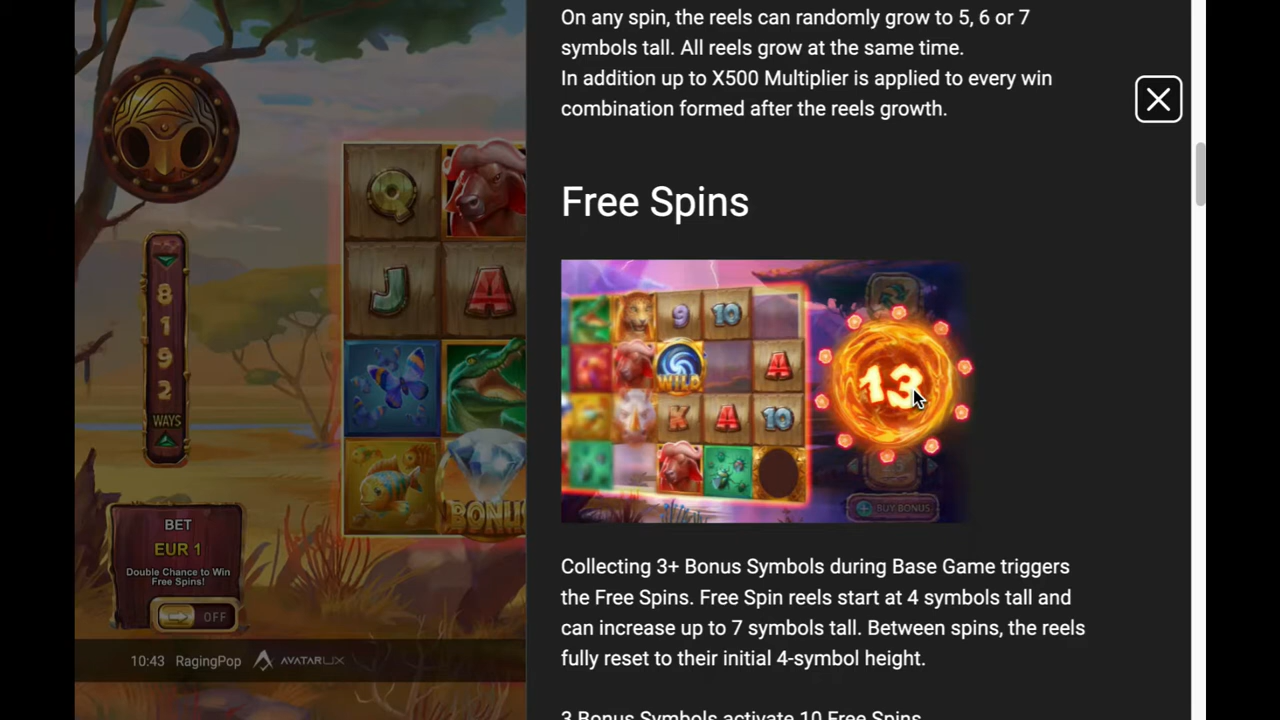 On any spin, the reels can randomly grow to 5, 6 or 7
symbols tall. All reels grow at the same time.
In addition up to X500 Multiplier is applied to every win
combination formed after the reels growth.
Free Spins
Q
J
A
8
1
9
2
WAYS
BONU
BET
EUR 1
Double Chance to Win
Free Spins!
OFF
10:43 RagingPop AVATARUX
9
10
WILD
A
K
A
10
13
BUY BONUS
Collecting 3+ Bonus Symbols during Base Game triggers
the Free Spins. Free Spin reels start at 4 symbols tall and
can increase up to 7 symbols tall. Between spins, the reels
fully reset to their initial 4-symbol height.
3 Bonus Symbols activate 10 Free Spins